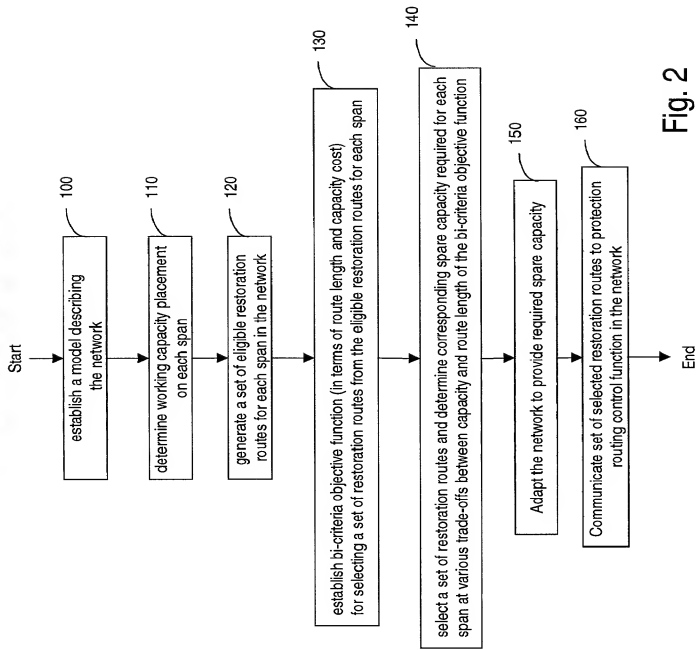 Start
100
establish a model describing
the network
110
determine working capacity placement
on each span
120
generate a set of eligible restoration
routes for each span in the network
130
establish bi-criteria objective function (in terms of route length and capacity cost)
for selecting a set of restoration routes from the eligible restoration routes for each span
140
select a set of restoration routes and determine corresponding spare capacity required for each
span at various trade-offs between capacity and route length of the bi-criteria objective function
150
Adapt the network to provide required spare capacity
160
Communicate set of selected restoration routes to protection
routing control function in the network
End
Fig. 2